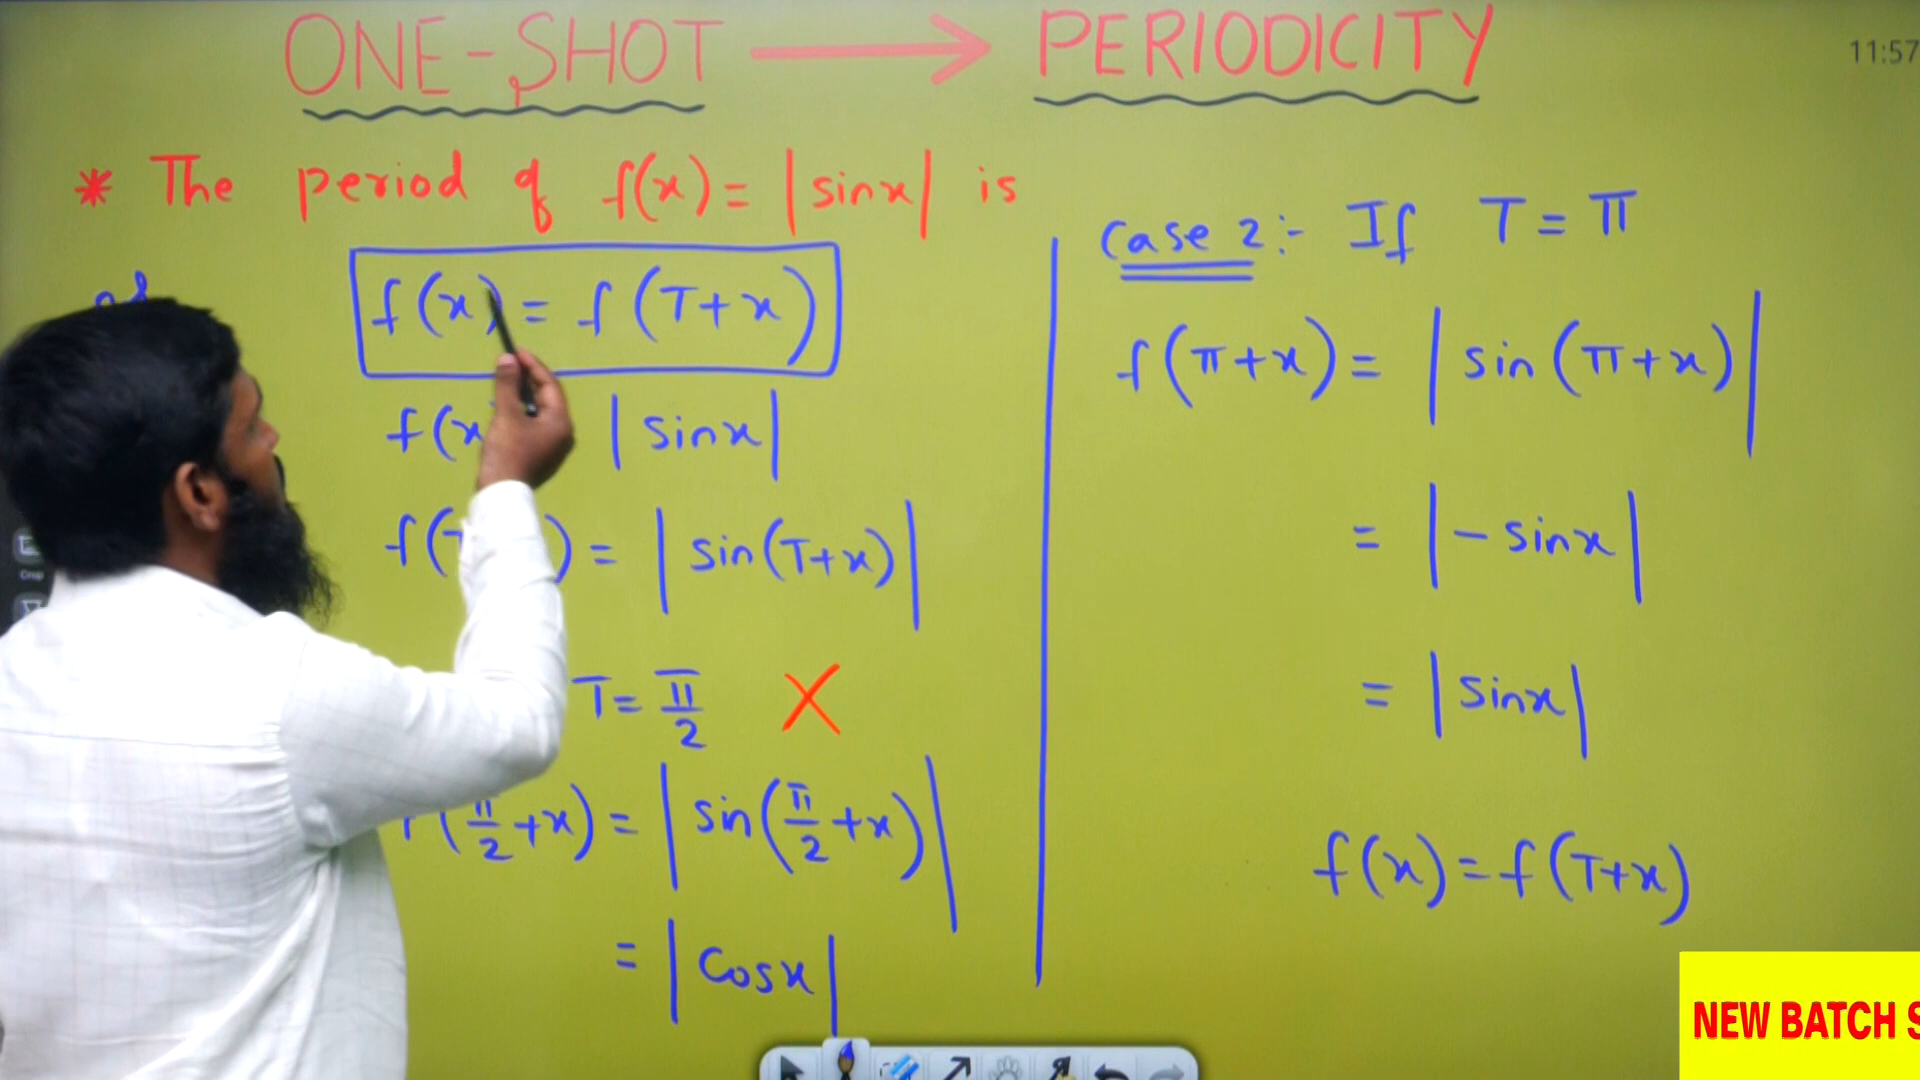 ONE-SHOT → PERIODICITY
11:57
* The period of f(x) = |sinx| is
f(x) = f(T+x)
f(x |sinx|
f(T ) = |sin(T+x)|
T = π/2 X
f(π/2+x) = |sin(π/2+x)|
= |cosx|
Case 2:- If T = π
f(π+x) = |sin(π+x)|
= |-sinx|
= |sinx|
f(x) = f(T+x)
NEW BATCH S